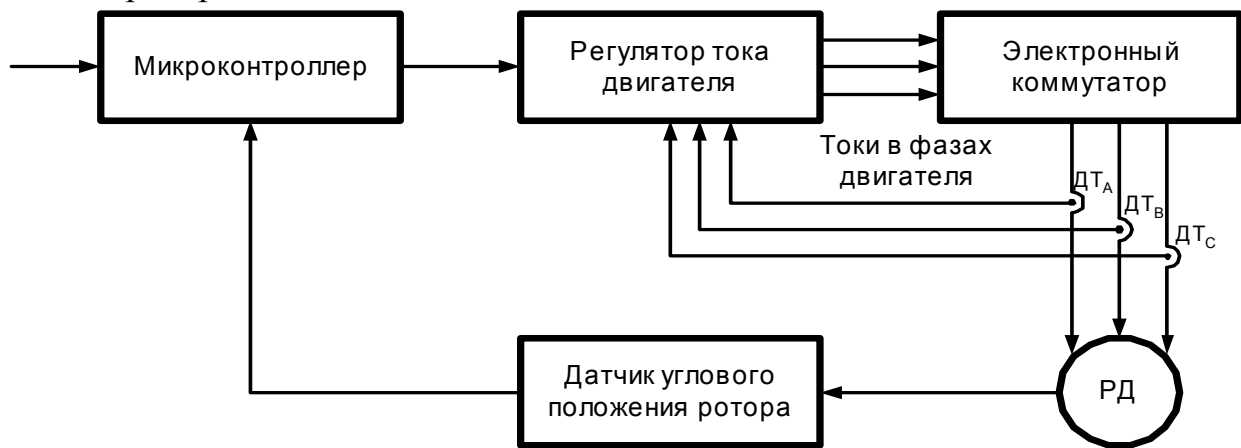 Микроконтроллер
Регулятор тока
двигателя
Электронный
коммутатор
Токи в фазах
двигателя
ДТA
ДТB
ДТC
Датчик углового
положения ротора
РД